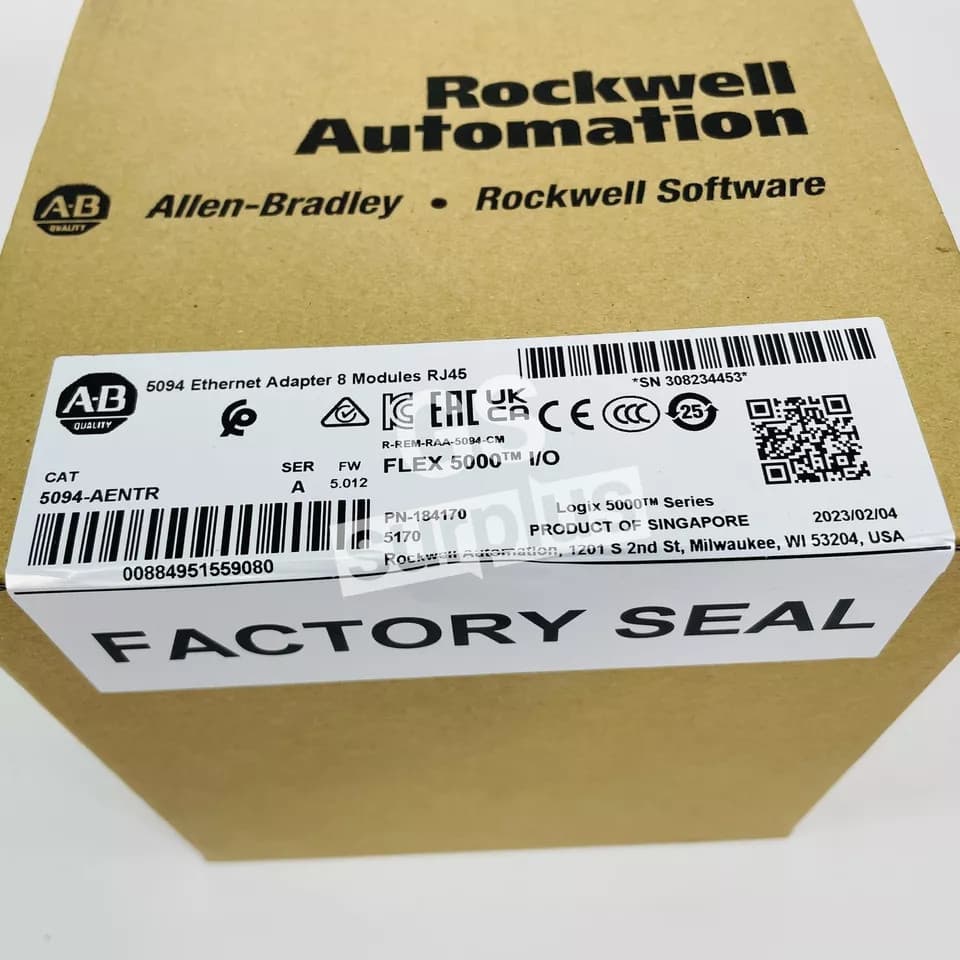 Rockwell
Automation
A·B
QUALITY
Allen-Bradley • Rockwell Software
A·B
QUALITY
5094 Ethernet Adapter 8 Modules RJ45
*SN 308234453*
UK
CA
CE
CCC
25
R-REM-RAA-5094-CM
CAT
5094-AENTR
SER
A
FW
5.012
FLEX 5000™ I/O
00884951559080
PN-184170
5170
Logix 5000™ Series
PRODUCT OF SINGAPORE
2023/02/04
Rockwell Automation, 1201 S 2nd St, Milwaukee, WI 53204, USA
surplus
FACTORY SEAL